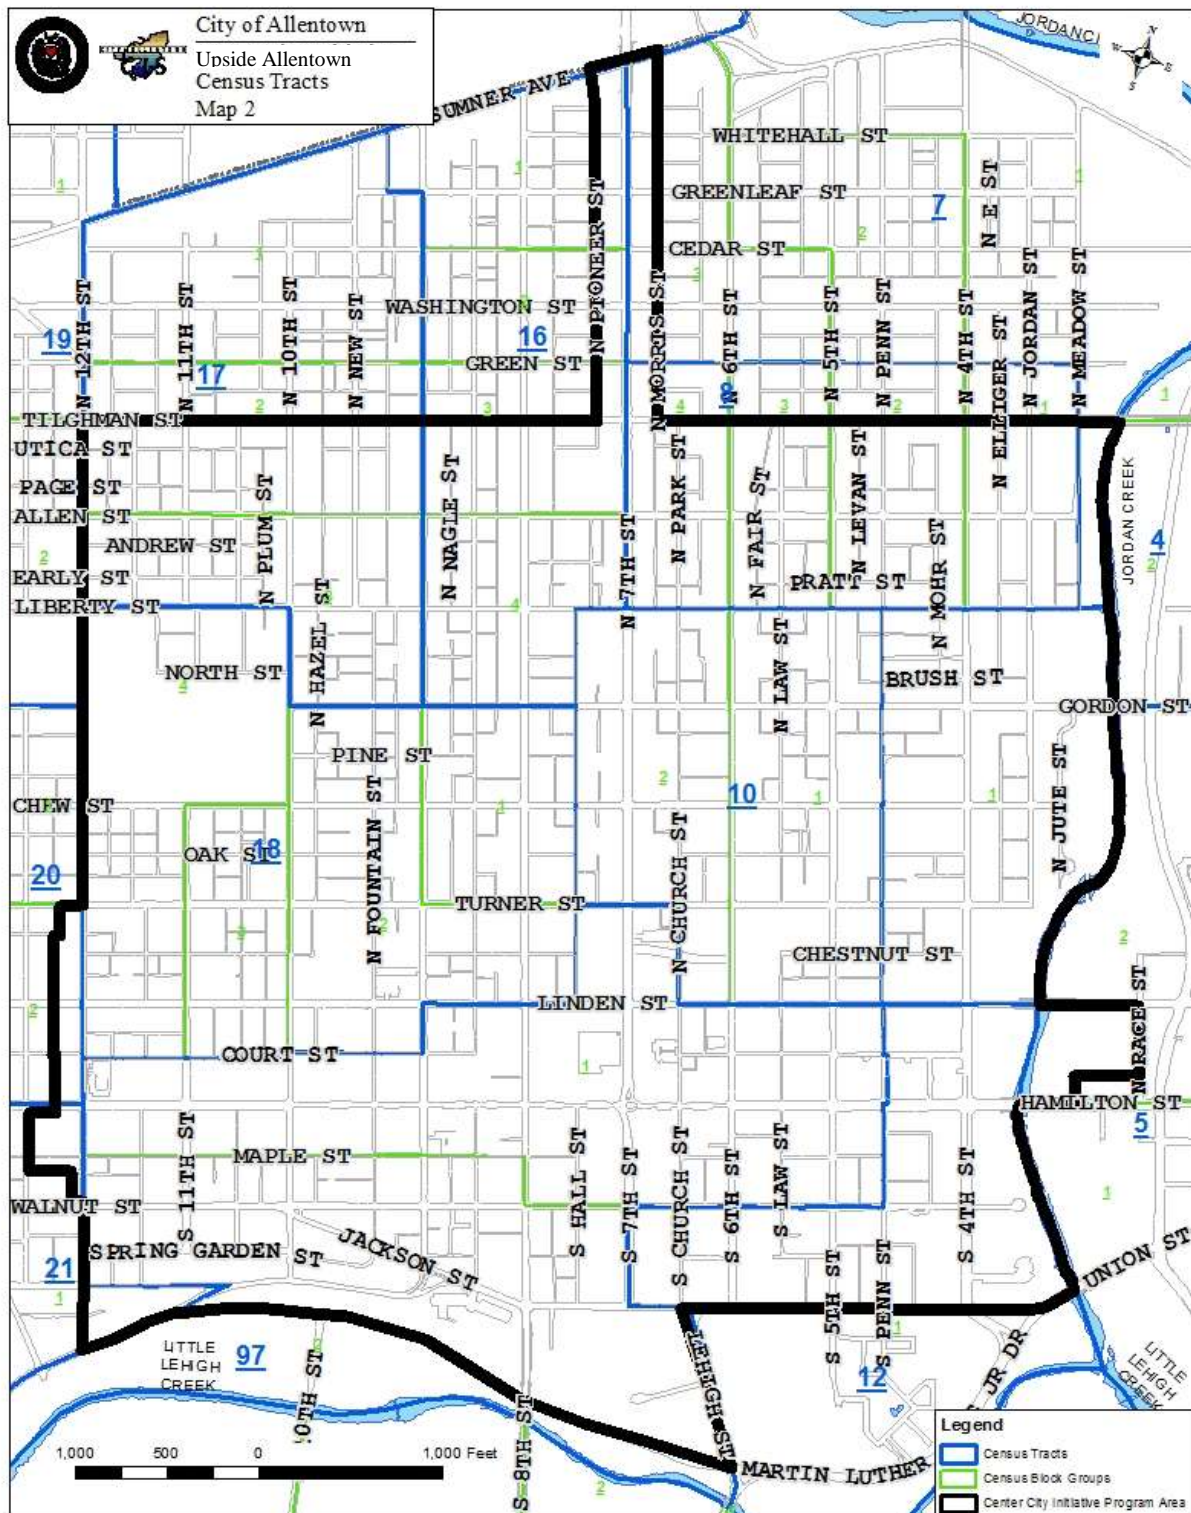 City of Allentown
Upside Allentown
Census Tracts
Map 2
JORDAN C
N
W
E
S
SUMNER AVE
WHITEHALL ST
GREENLEAF ST
N E ST
7
CEDAR ST
N PIONEER ST
N MORRIS ST
WASHINGTON ST
19
N 12TH ST
N 11TH ST
N 10TH ST
N NEW ST
16
17
GREEN ST
N 6TH ST
8
N 5TH ST
N PENN ST
N 4TH ST
N ELLIGER ST
N JORDAN ST
N MEADOW ST
TILGHMAN ST
UTICA ST
PAGE ST
ALLEN ST
ANDREW ST
EARLY ST
LIBERTY ST
N PLUM ST
N NAGLE ST
N 7TH ST
N PARK ST
N FAIR ST
N LEVAN ST
PRATT ST
N MOHR ST
JORDAN CREEK
4
NORTH ST
N HAZEL ST
N LAW ST
BRUSH ST
GORDON ST
PINE ST
CHEW ST
10
N JUTE ST
OAK ST
18
20
N FOUNTAIN ST
TURNER ST
N CHURCH ST
CHESTNUT ST
LINDEN ST
N RACE ST
COURT ST
HAMILTON ST
5
S 11TH ST
MAPLE ST
WALNUT ST
S HALL ST
S 7TH ST
S CHURCH ST
S 6TH ST
S LAW ST
S 4TH ST
SPRING GARDEN ST
JACKSON ST
21
S 5TH ST
S PENN ST
UNION ST
LITTLE
LEHIGH
CREEK
97
10TH ST
S 8TH ST
LEHIGH ST
12
MARTIN LUTHER
JR DR
LITTLE
LEHIGH
CREEK
1,000 500 0 1,000 Feet
Legend
Census Tracts
Census Block Groups
Center City Initiative Program Area